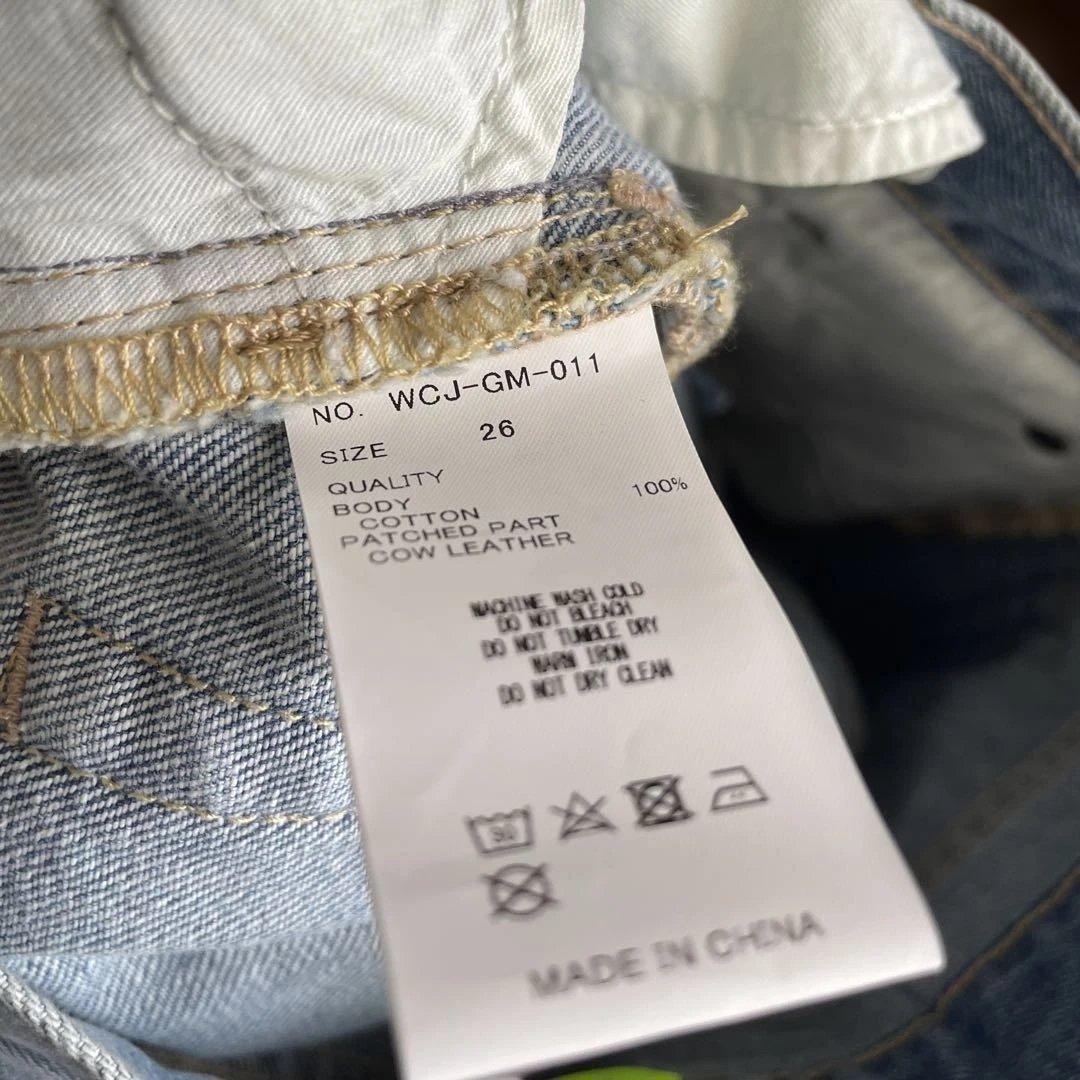 NO. WCJ-GM-011
SIZE 26
QUALITY
BODY
COTTON 100%
PATCHED PART
COW LEATHER
MACHINE WASH COLD
DO NOT BLEACH
DO NOT TUMBLE DRY
WARM IRON
DO NOT DRY CLEAN
30
MADE IN CHINA